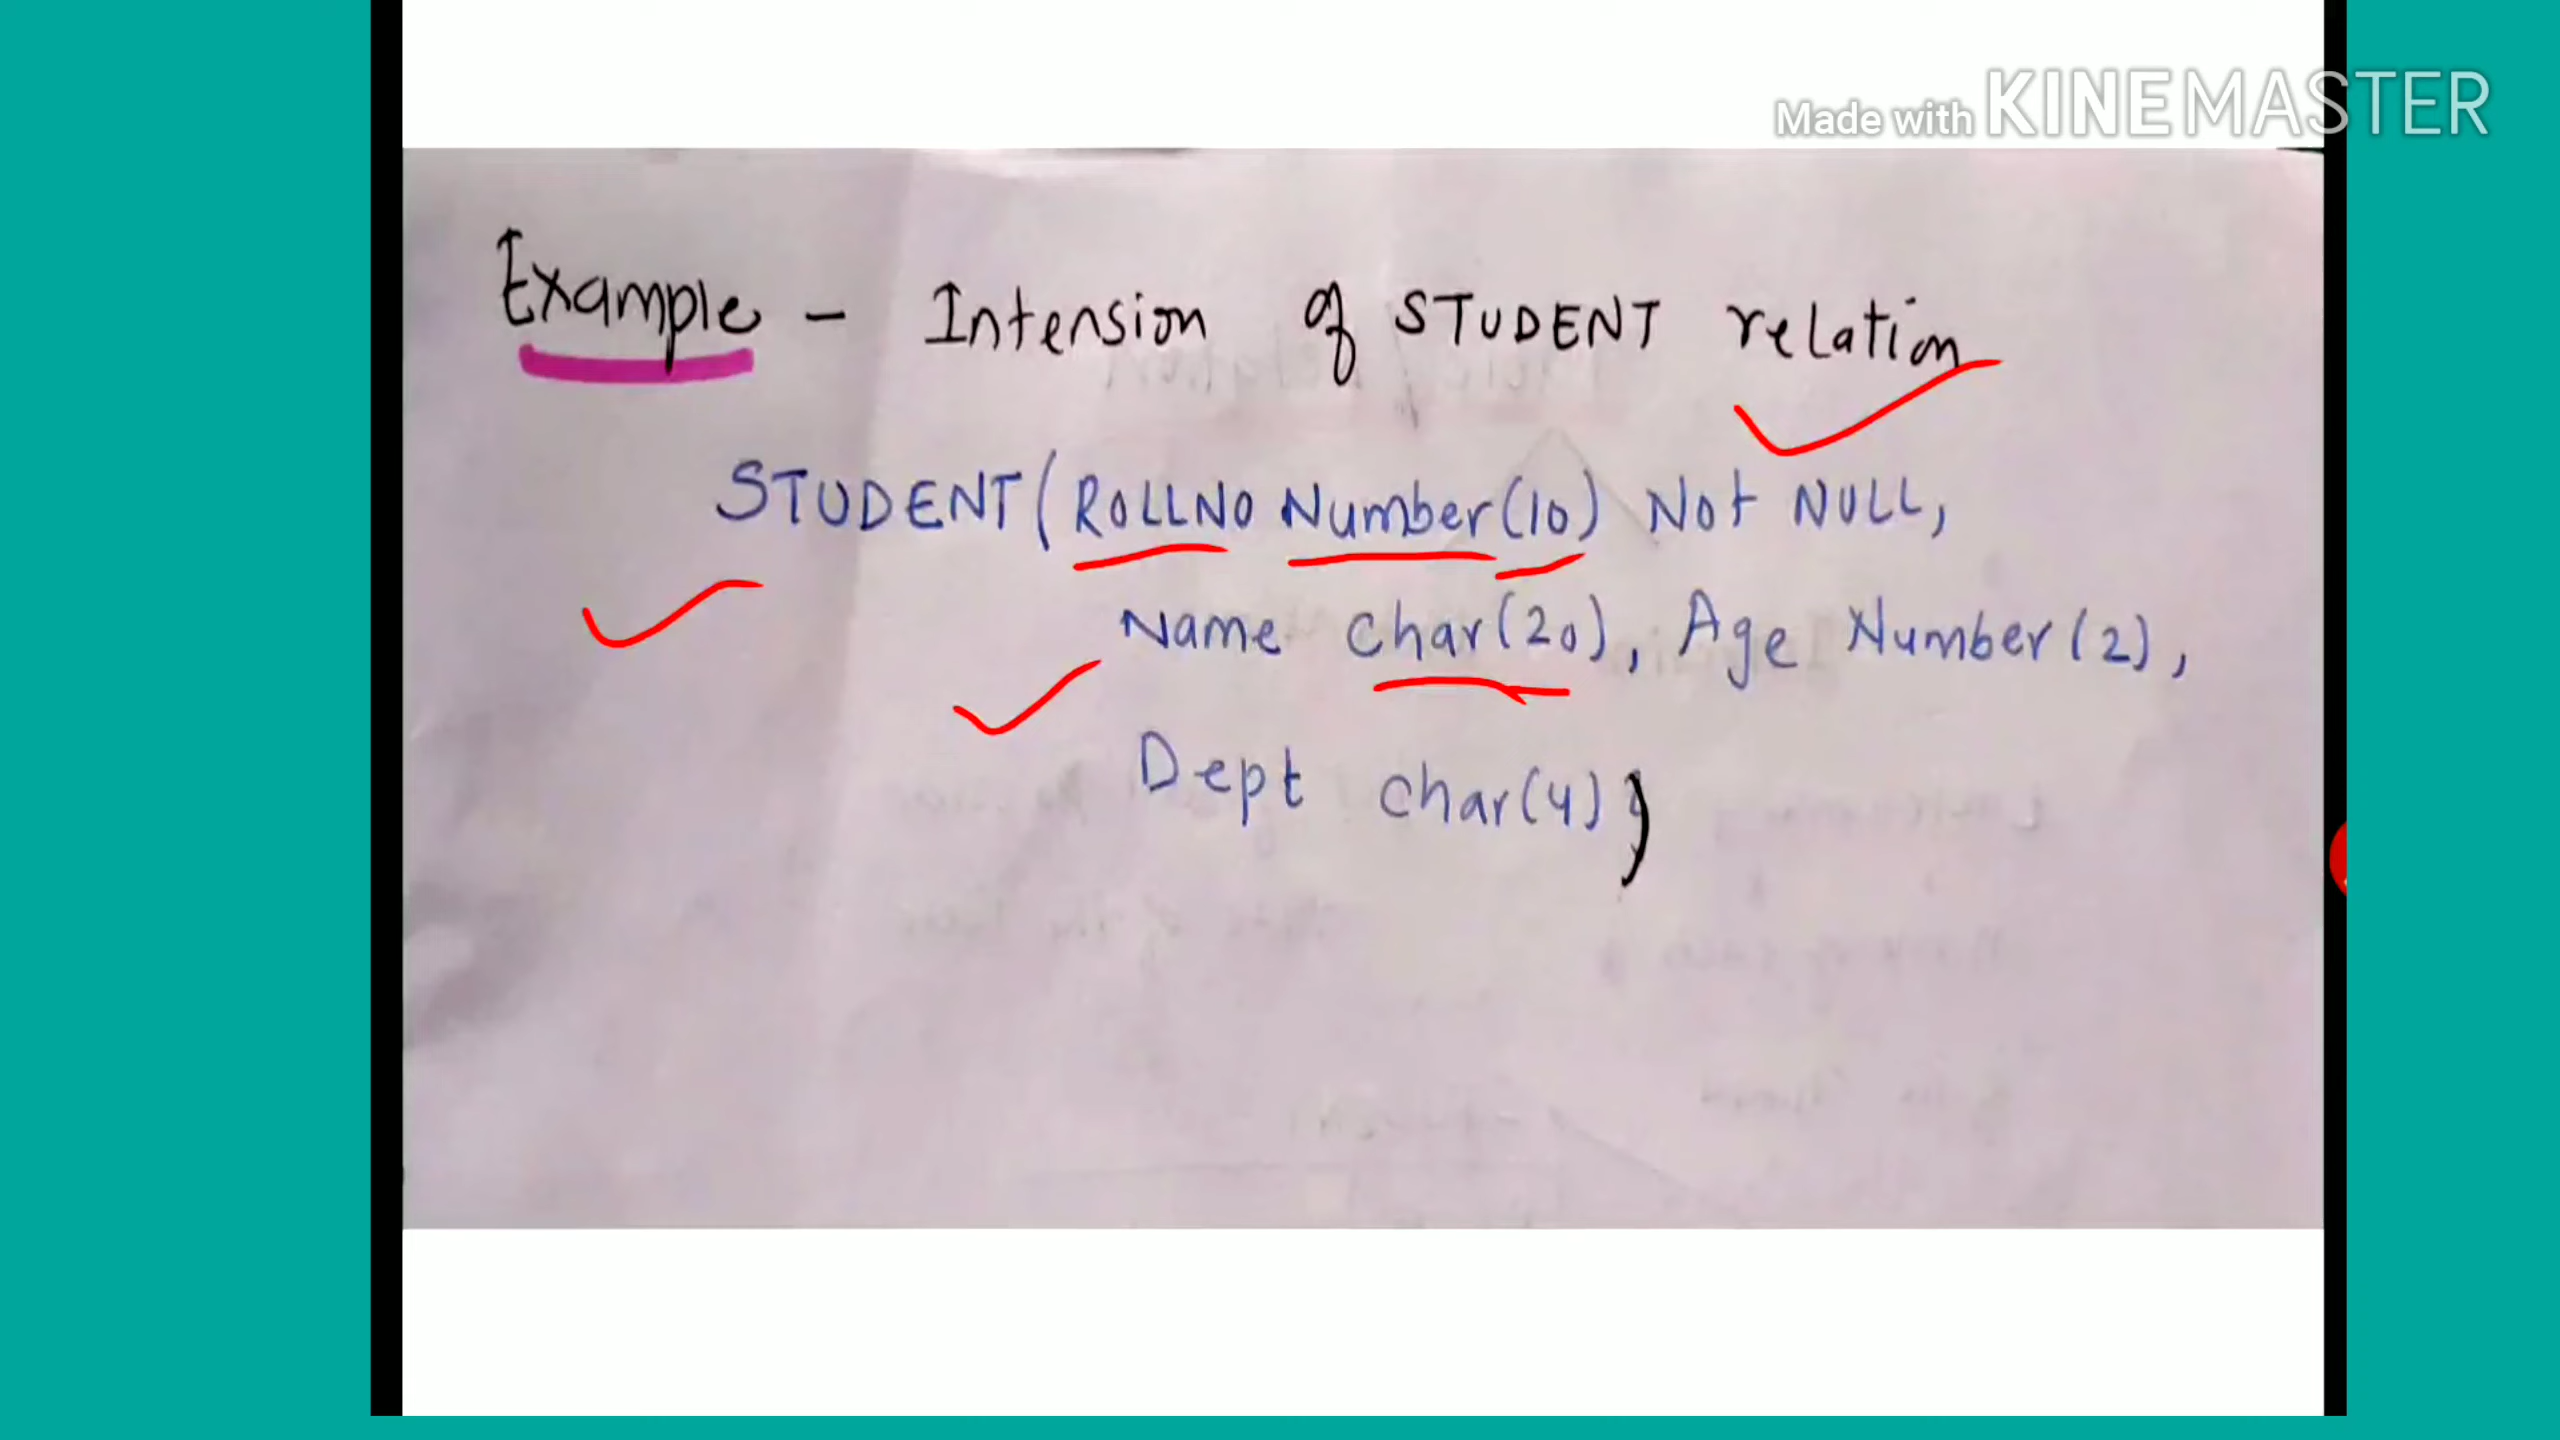 Made with KINEMASTER
Example - Intension of STUDENT relation
STUDENT(ROLLNO Number(10) Not NULL,
Name char(20), Age Number(2),
Dept char(4))